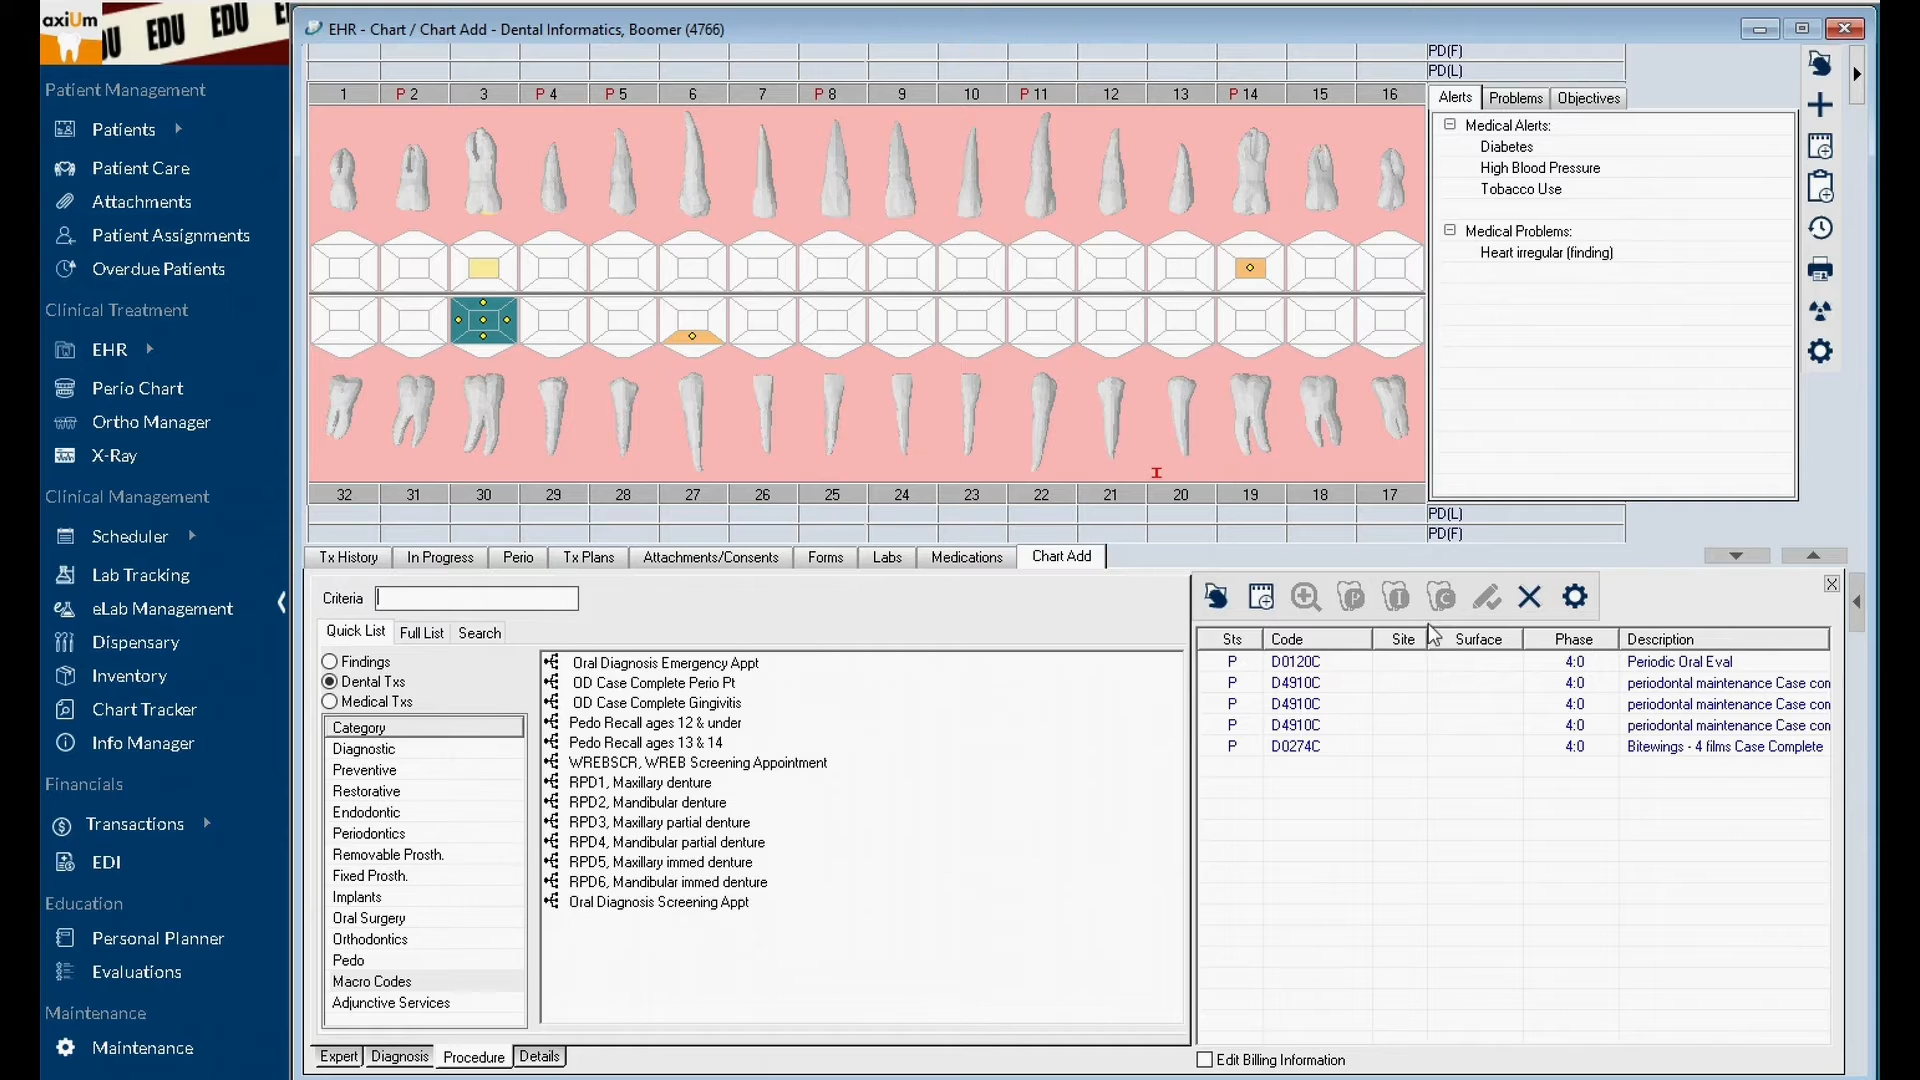 axiUm
EDU EDU
EHR - Chart / Chart Add - Dental Informatics, Boomer (4766)
Patient Management
Patients
Patient Care
Attachments
Patient Assignments
Overdue Patients
Clinical Treatment
EHR
Perio Chart
Ortho Manager
X-Ray
Clinical Management
Scheduler
Lab Tracking
eLab Management
Dispensary
Inventory
Chart Tracker
Info Manager
Financials
Transactions
EDI
Education
Personal Planner
Evaluations
Maintenance
Maintenance
PD(F)
PD(L)
1 P 2 3 P 4 P 5 6 7 P 8 9 10 P 11 12 13 P 14 15 16
I
32 31 30 29 28 27 26 25 24 23 22 21 20 19 18 17
PD(L)
PD(F)
Alerts Problems Objectives
Medical Alerts:
Diabetes
High Blood Pressure
Tobacco Use
Medical Problems:
Heart irregular (finding)
Tx History In Progress Perio Tx Plans Attachments/Consents Forms Labs Medications Chart Add
Criteria
Quick List Full List Search
Findings
Dental Txs
Medical Txs
Category
Diagnostic
Preventive
Restorative
Endodontic
Periodontics
Removable Prosth.
Fixed Prosth.
Implants
Oral Surgery
Orthodontics
Pedo
Macro Codes
Adjunctive Services
Oral Diagnosis Emergency Appt
OD Case Complete Perio Pt
OD Case Complete Gingivitis
Pedo Recall ages 12 & under
Pedo Recall ages 13 & 14
WREBSCR, WREB Screening Appointment
RPD1, Maxillary denture
RPD2, Mandibular denture
RPD3, Maxillary partial denture
RPD4, Mandibular partial denture
RPD5, Maxillary immed denture
RPD6, Mandibular immed denture
Oral Diagnosis Screening Appt
Expert Diagnosis Procedure Details
P I C
Sts Code Site Surface Phase Description
P D0120C 4:0 Periodic Oral Eval
P D4910C 4:0 periodontal maintenance Case con
P D4910C 4:0 periodontal maintenance Case con
P D4910C 4:0 periodontal maintenance Case con
P D0274C 4:0 Bitewings - 4 films Case Complete
Edit Billing Information